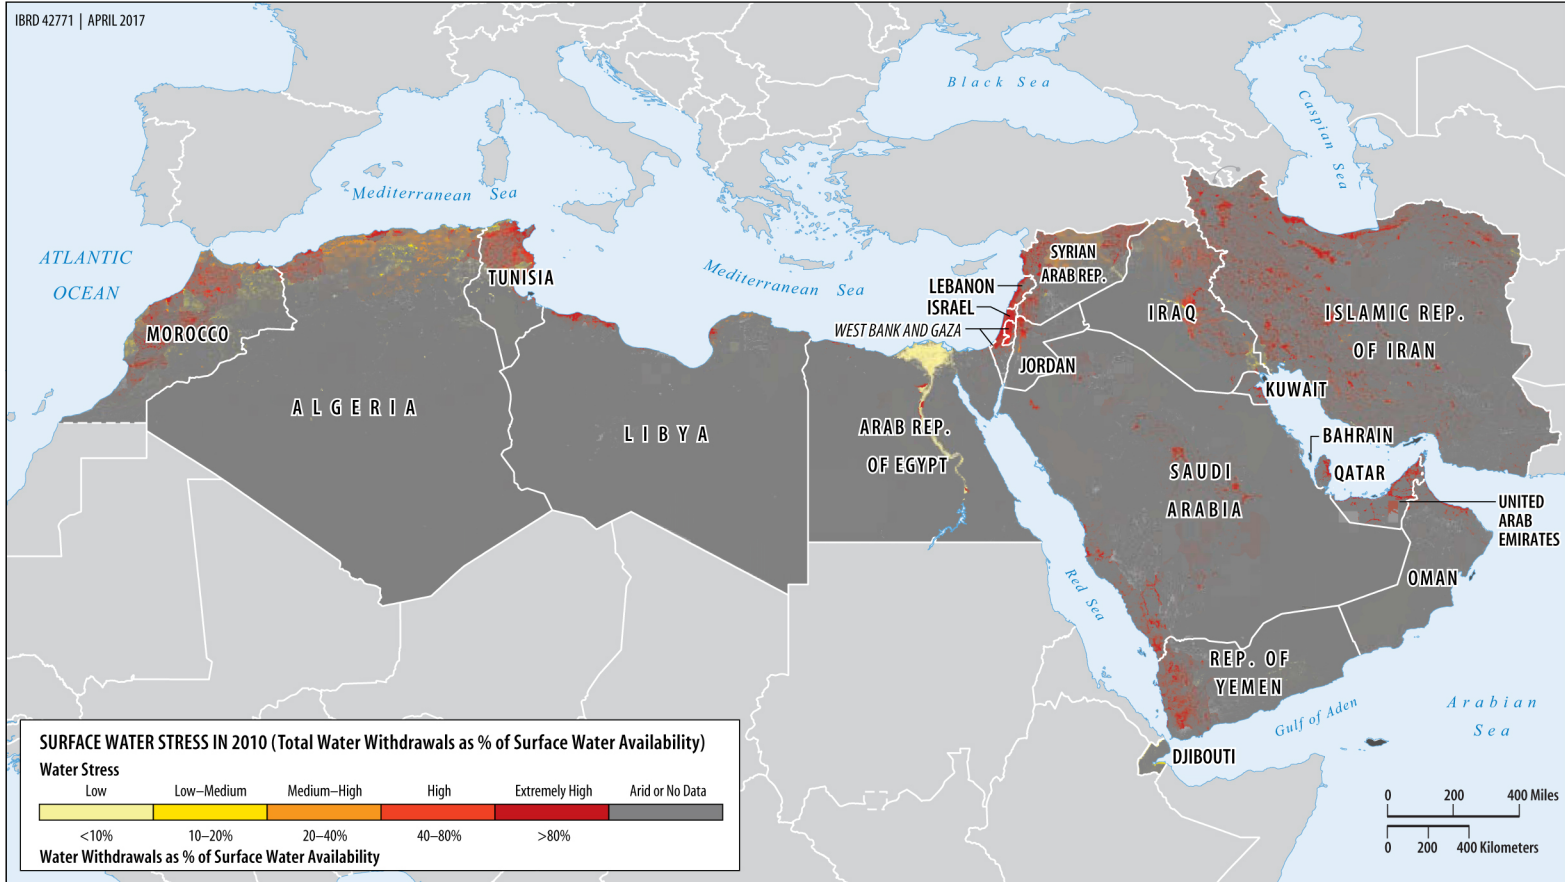 IBRD 42771 | APRIL 2017
Black Sea
Caspian Sea
Mediterranean Sea
ATLANTIC
OCEAN
TUNISIA
Mediterranean Sea
SYRIAN
ARAB REP.
LEBANON
ISRAEL
WEST BANK AND GAZA
IRAQ
ISLAMIC REP.
OF IRAN
MOROCCO
JORDAN
KUWAIT
ALGERIA
LIBYA
ARAB REP.
OF EGYPT
BAHRAIN
QATAR
SAUDI
ARABIA
UNITED
ARAB
EMIRATES
OMAN
Red Sea
REP. OF
YEMEN
Gulf of Aden
Arabian
Sea
DJIBOUTI
SURFACE WATER STRESS IN 2010 (Total Water Withdrawals as % of Surface Water Availability)
Water Stress
Low Low–Medium Medium–High High Extremely High Arid or No Data
<10% 10–20% 20–40% 40–80% >80%
Water Withdrawals as % of Surface Water Availability
0 200 400 Miles
0 200 400 Kilometers